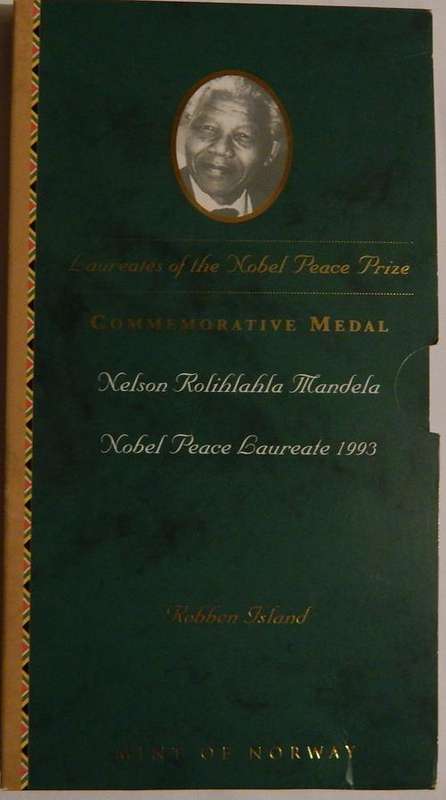 Laureates of the Nobel Peace Prize
COMMEMORATIVE MEDAL
Nelson Rolihlahla Mandela
Nobel Peace Laureate 1993
Robben Island
MINT OF NORWAY